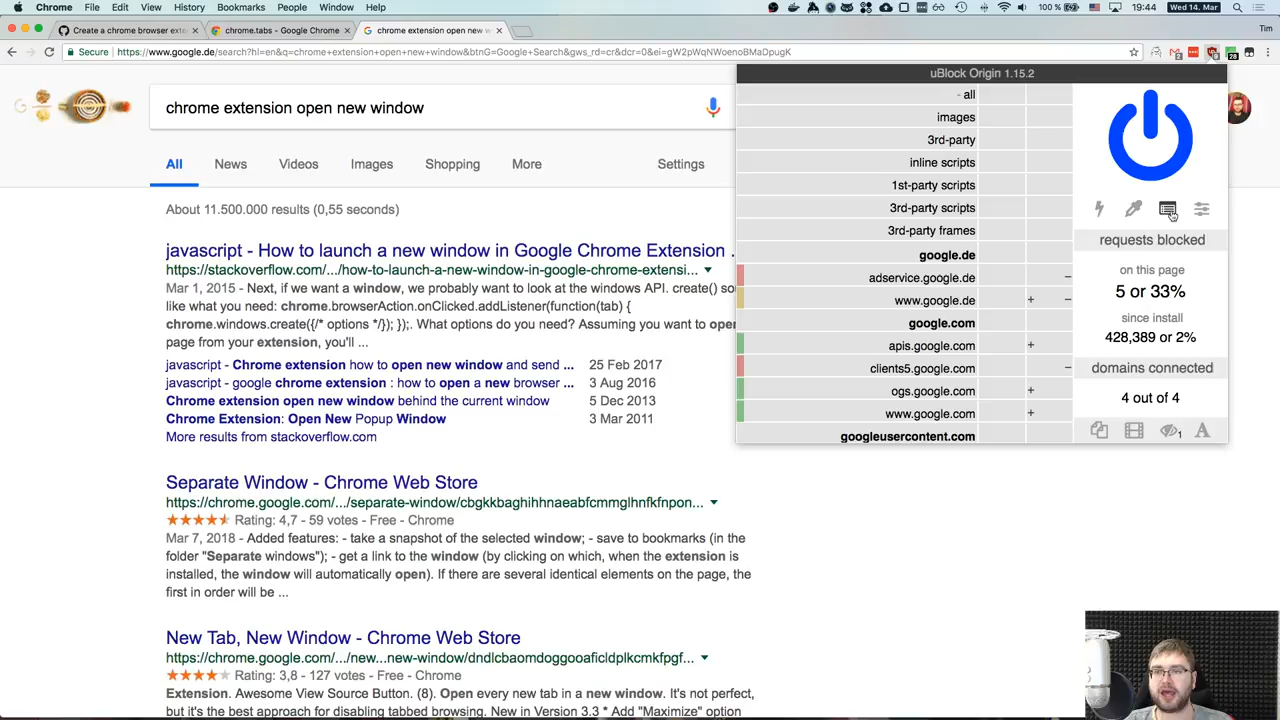 Chrome File Edit View History Bookmarks People Window Help
100 % 19:44 Wed 14. Mar
Create a chrome browser ext
chrome.tabs - Google Chrome
chrome extension open new win
Tim
Secure https://www.google.de/search?hl=en&q=chrome+extension+open+new+window&btnG=Google+Search&gws_rd=cr&dcr=0&ei=gW2pWqNWoenoBMaDpugK
chrome extension open new window
All News Videos Images Shopping More Settings
About 11.500.000 results (0,55 seconds)
javascript - How to launch a new window in Google Chrome Extension ...
https://stackoverflow.com/.../how-to-launch-a-new-window-in-google-chrome-extensi...
Mar 1, 2015 - Next, if we want a window, we probably want to look at the windows API. create() so
like what you need: chrome.browserAction.onClicked.addListener(function(tab) {
chrome.windows.create({/* options */}); }); What options do you need? Assuming you want to open
page from your extension, you'll ...
javascript - Chrome extension how to open new window and send ... 25 Feb 2017
javascript - google chrome extension : how to open a new browser ... 3 Aug 2016
Chrome extension open new window behind the current window 5 Dec 2013
Chrome Extension: Open New Popup Window 3 Mar 2011
More results from stackoverflow.com
Separate Window - Chrome Web Store
https://chrome.google.com/.../separate-window/cbgkkbaghihhnaeabfcmmglhnfkfnpon...
Rating: 4,7 - 59 votes - Free - Chrome
Mar 7, 2018 - Added features: - take a snapshot of the selected window; - save to bookmarks (in the
folder "Separate windows"); - get a link to the window (by clicking on which, when the extension is
installed, the window will automatically open). If there are several identical elements on the page, the
first in order will be ...
New Tab, New Window - Chrome Web Store
https://chrome.google.com/.../new...new-window/dndlcbaomdoggooaficldplkcmkfpgf...
Rating: 3,8 - 127 votes - Free - Chrome
Extension. Awesome View Source Button. (8). Open every new tab in a new window. It's not perfect,
but it's the best approach for disabling tabbed browsing. New in Version 3.3 * Add "Maximize" option
uBlock Origin 1.15.2
- all
images
3rd-party
inline scripts
1st-party scripts
3rd-party scripts
3rd-party frames
google.de
adservice.google.de –
www.google.de + –
google.com
apis.google.com +
clients5.google.com –
ogs.google.com +
www.google.com +
googleusercontent.com
requests blocked
on this page
5 or 33%
since install
428,389 or 2%
domains connected
4 out of 4
1
A